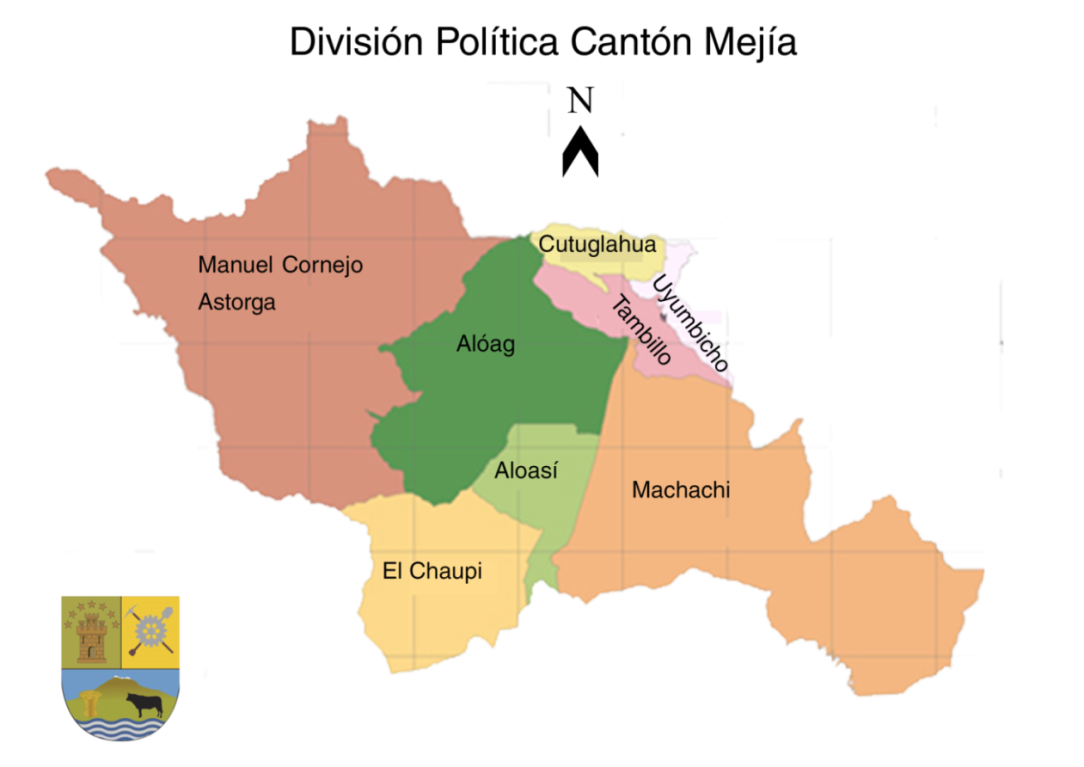 División Política Cantón Mejía
N
Cutuglahua
Manuel Cornejo
Astorga
Uyumbicho
Tambillo
Alóag
Aloasí
Machachi
El Chaupi